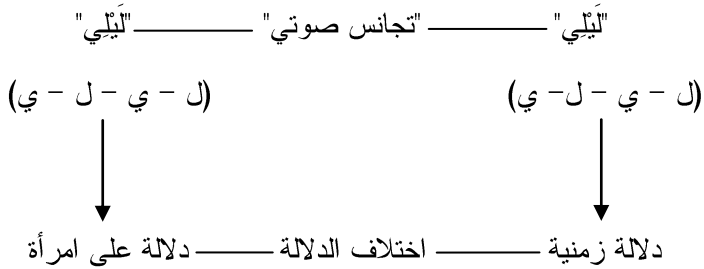 "لَيْلِي" ——— "تجانس صوتي" ——— "لَيْلِي"
(ل – ي – ل- ي) (ل – ي – ل – ي)
دلالة زمنية ——— اختلاف الدلالة ——— دلالة على امرأة